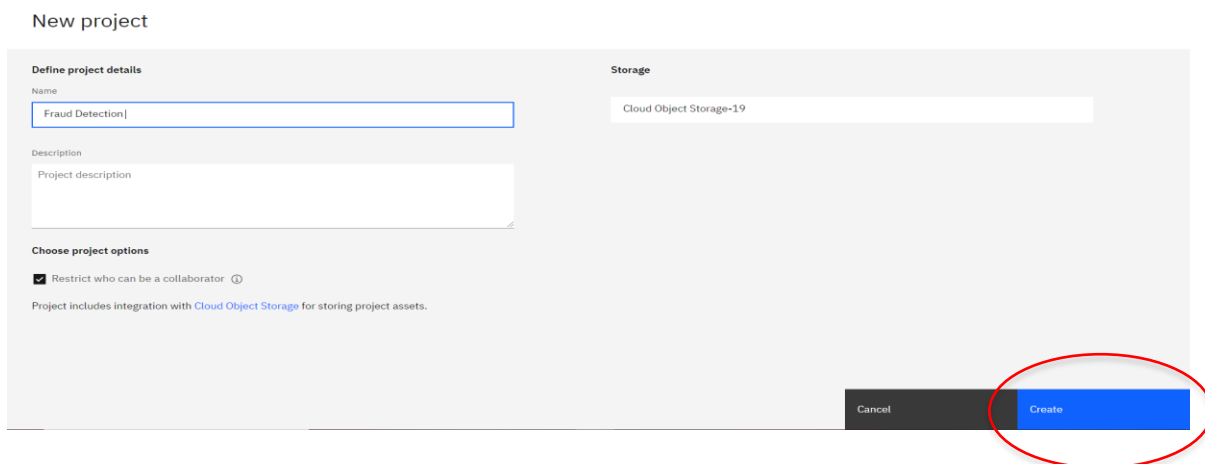 New project
Define project details
Name
Fraud Detection
Description
Project description
Choose project options
Restrict who can be a collaborator
Project includes integration with Cloud Object Storage for storing project assets.
Storage
Cloud Object Storage-19
Cancel
Create